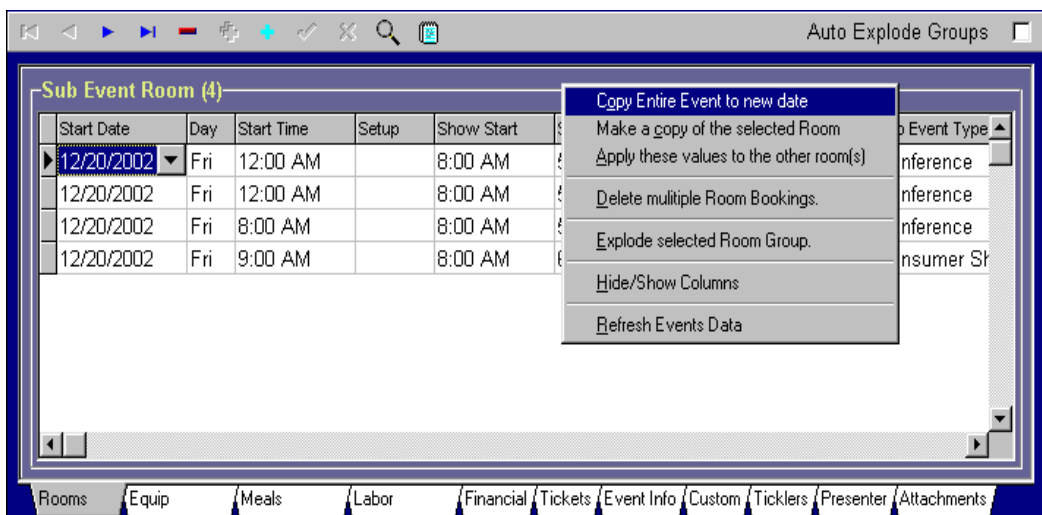 Auto Explode Groups
Sub Event Room (4)
Start Date Day Start Time Setup Show Start Event Type
12/20/2002 Fri 12:00 AM 8:00 AM nference
12/20/2002 Fri 12:00 AM 8:00 AM nference
12/20/2002 Fri 8:00 AM 8:00 AM nference
12/20/2002 Fri 9:00 AM 8:00 AM nsumer Sh
Copy Entire Event to new date
Make a copy of the selected Room
Apply these values to the other room(s)
Delete mulitiple Room Bookings.
Explode selected Room Group.
Hide/Show Columns
Refresh Events Data
Rooms Equip Meals Labor Financial Tickets Event Info Custom Ticklers Presenter Attachments